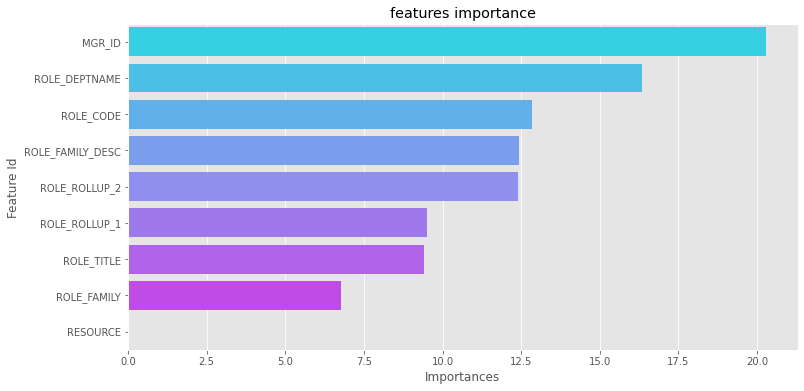 features importance
Feature Id
MGR_ID
ROLE_DEPTNAME
ROLE_CODE
ROLE_FAMILY_DESC
ROLE_ROLLUP_2
ROLE_ROLLUP_1
ROLE_TITLE
ROLE_FAMILY
RESOURCE
0.0 2.5 5.0 7.5 10.0 12.5 15.0 17.5 20.0
Importances